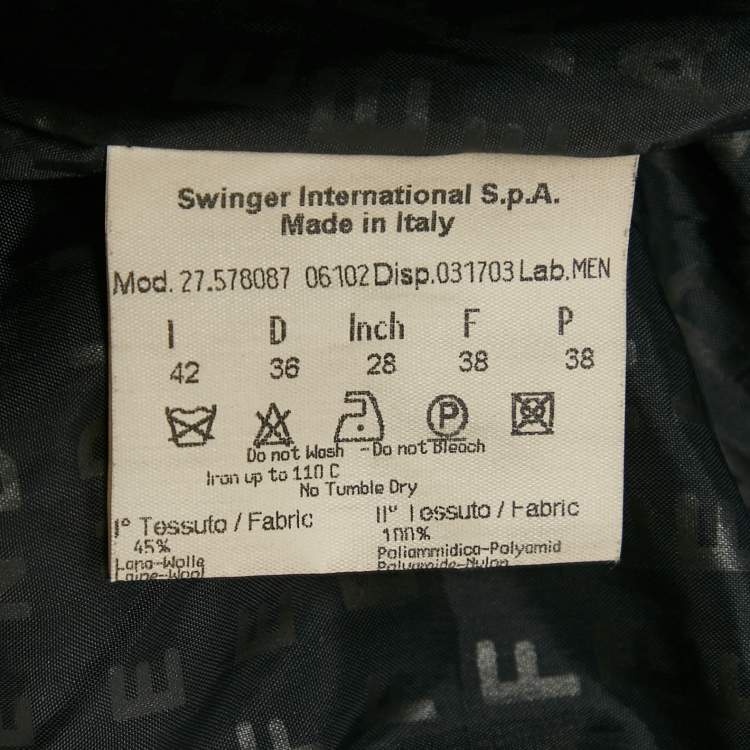 Swinger International S.p.A.
Made in Italy
Mod. 27.578087 06102 Disp.031703 Lab.MEN
I D Inch F P
42 36 28 38 38
P
Do not Wash - Do not Bleach
Iron up to 110 C
No Tumble Dry
I° Tessuto / Fabric II° Tessuto / Fabric
45% 100%
Lana-Wolle Poliammidica-Polyamid
Laine-Wool Polyamide-Nylon